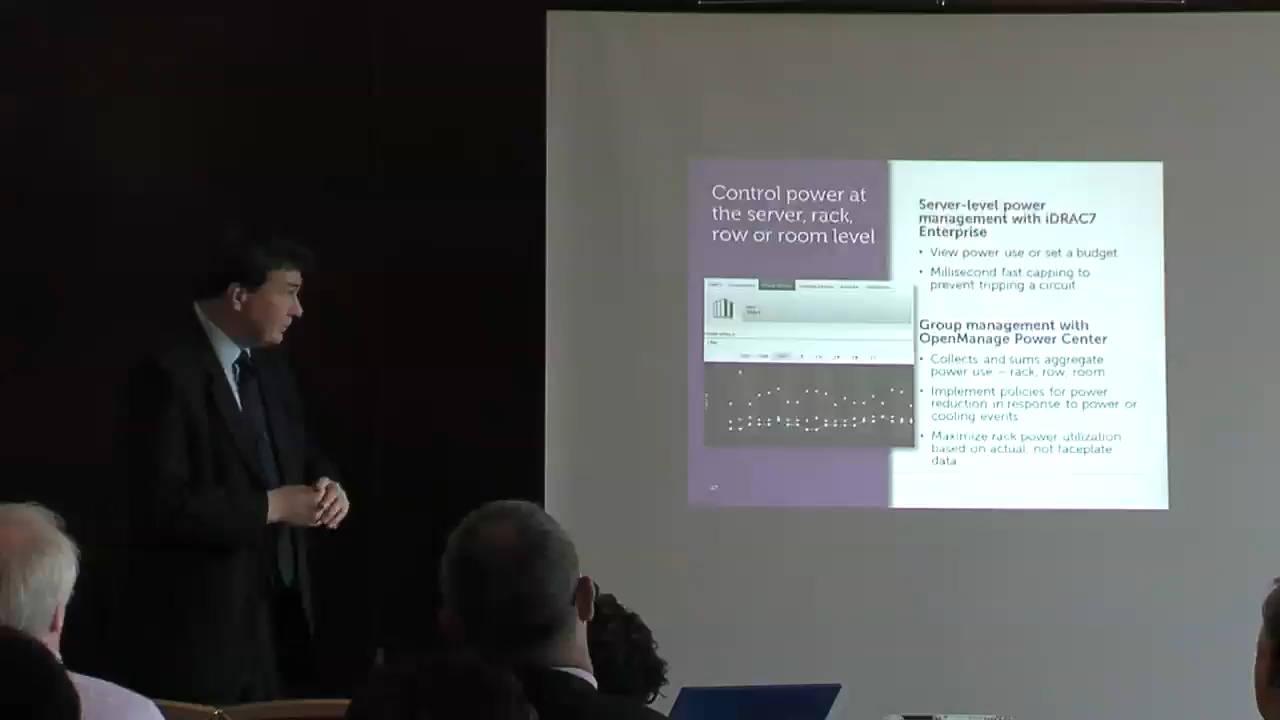 Control power at
the server, rack,
row or room level
Server-level power
management with iDRAC7
Enterprise
• View power use or set a budget
• Millisecond fast capping to
prevent tripping a circuit
Group management with
OpenManage Power Center
• Collects and sums aggregate
power use – rack, row, room
• Implement policies for power
reduction in response to power or
cooling events
• Maximize rack power utilization
based on actual, not faceplate
data